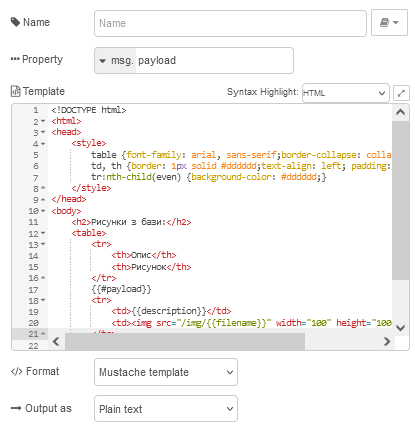 Name
Name
Property
msg. payload
Template
Syntax Highlight: HTML
1 <!DOCTYPE html>
2 <html>
3 <head>
4 <style>
5 table {font-family: arial, sans-serif;border-collapse: colla
6 td, th {border: 1px solid #dddddd;text-align: left; padding:
7 tr:nth-child(even) {background-color: #dddddd;}
8 </style>
9 </head>
10 <body>
11 <h2>Рисунки з бази:</h2>
12 <table>
13 <tr>
14 <th>Опис</th>
15 <th>Рисунок</th>
16 </tr>
17 {{#payload}}
18 <tr>
19 <td>{{description}}</td>
20 <td><img src="/img/{{filename}}" width="100" height="100
21 </tr>
22
</> Format
Mustache template
Output as
Plain text